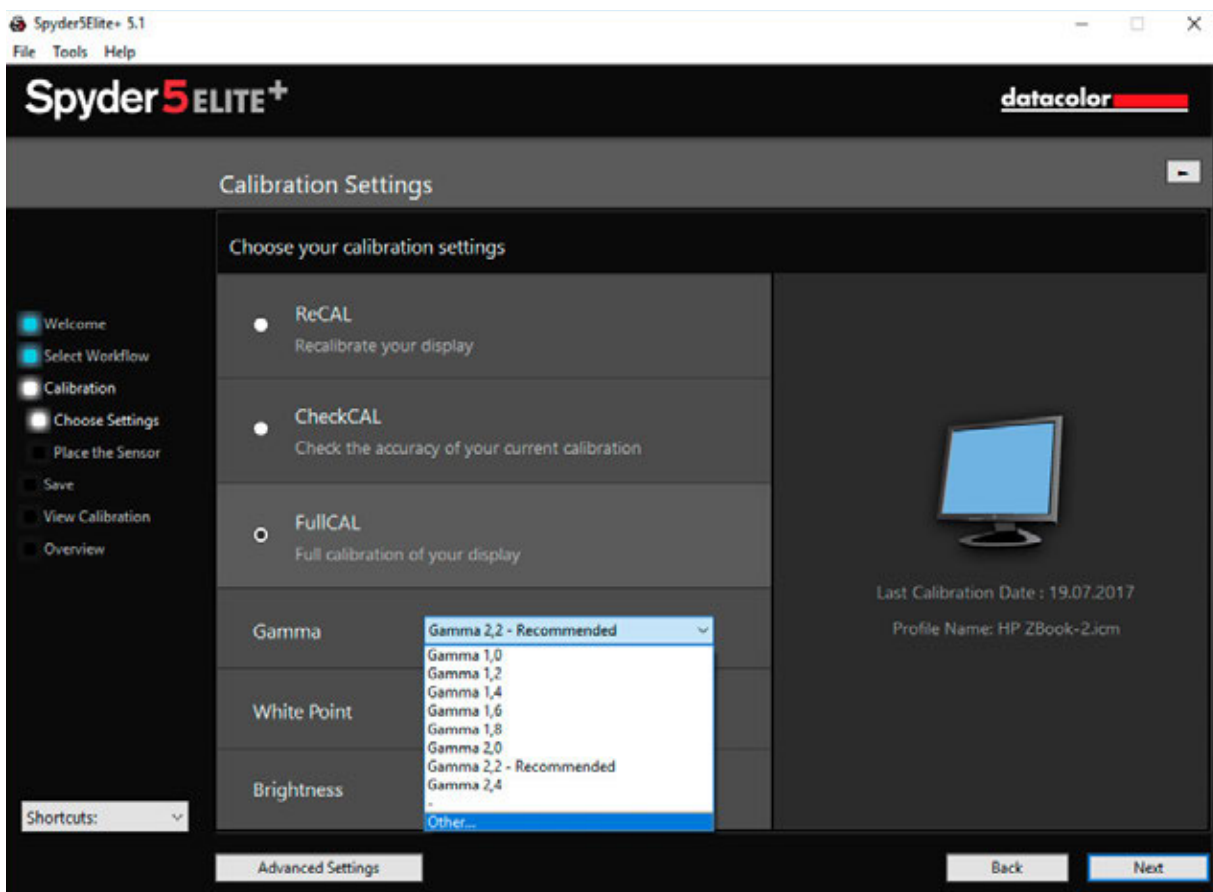 Spyder5Elite+ 5.1
File Tools Help
Spyder5ELITE+
datacolor
Calibration Settings
Choose your calibration settings
Welcome
Select Workflow
Calibration
Choose Settings
Place the Sensor
Save
View Calibration
Overview
Shortcuts:
ReCAL
Recalibrate your display
CheckCAL
Check the accuracy of your current calibration
FullCAL
Full calibration of your display
Gamma
Gamma 2,2 - Recommended
Gamma 1,0
Gamma 1,2
Gamma 1,4
Gamma 1,6
Gamma 1,8
Gamma 2,0
Gamma 2,2 - Recommended
Gamma 2,4
-
Other...
White Point
Brightness
Last Calibration Date : 19.07.2017
Profile Name: HP ZBook-2.icm
Advanced Settings
Back
Next